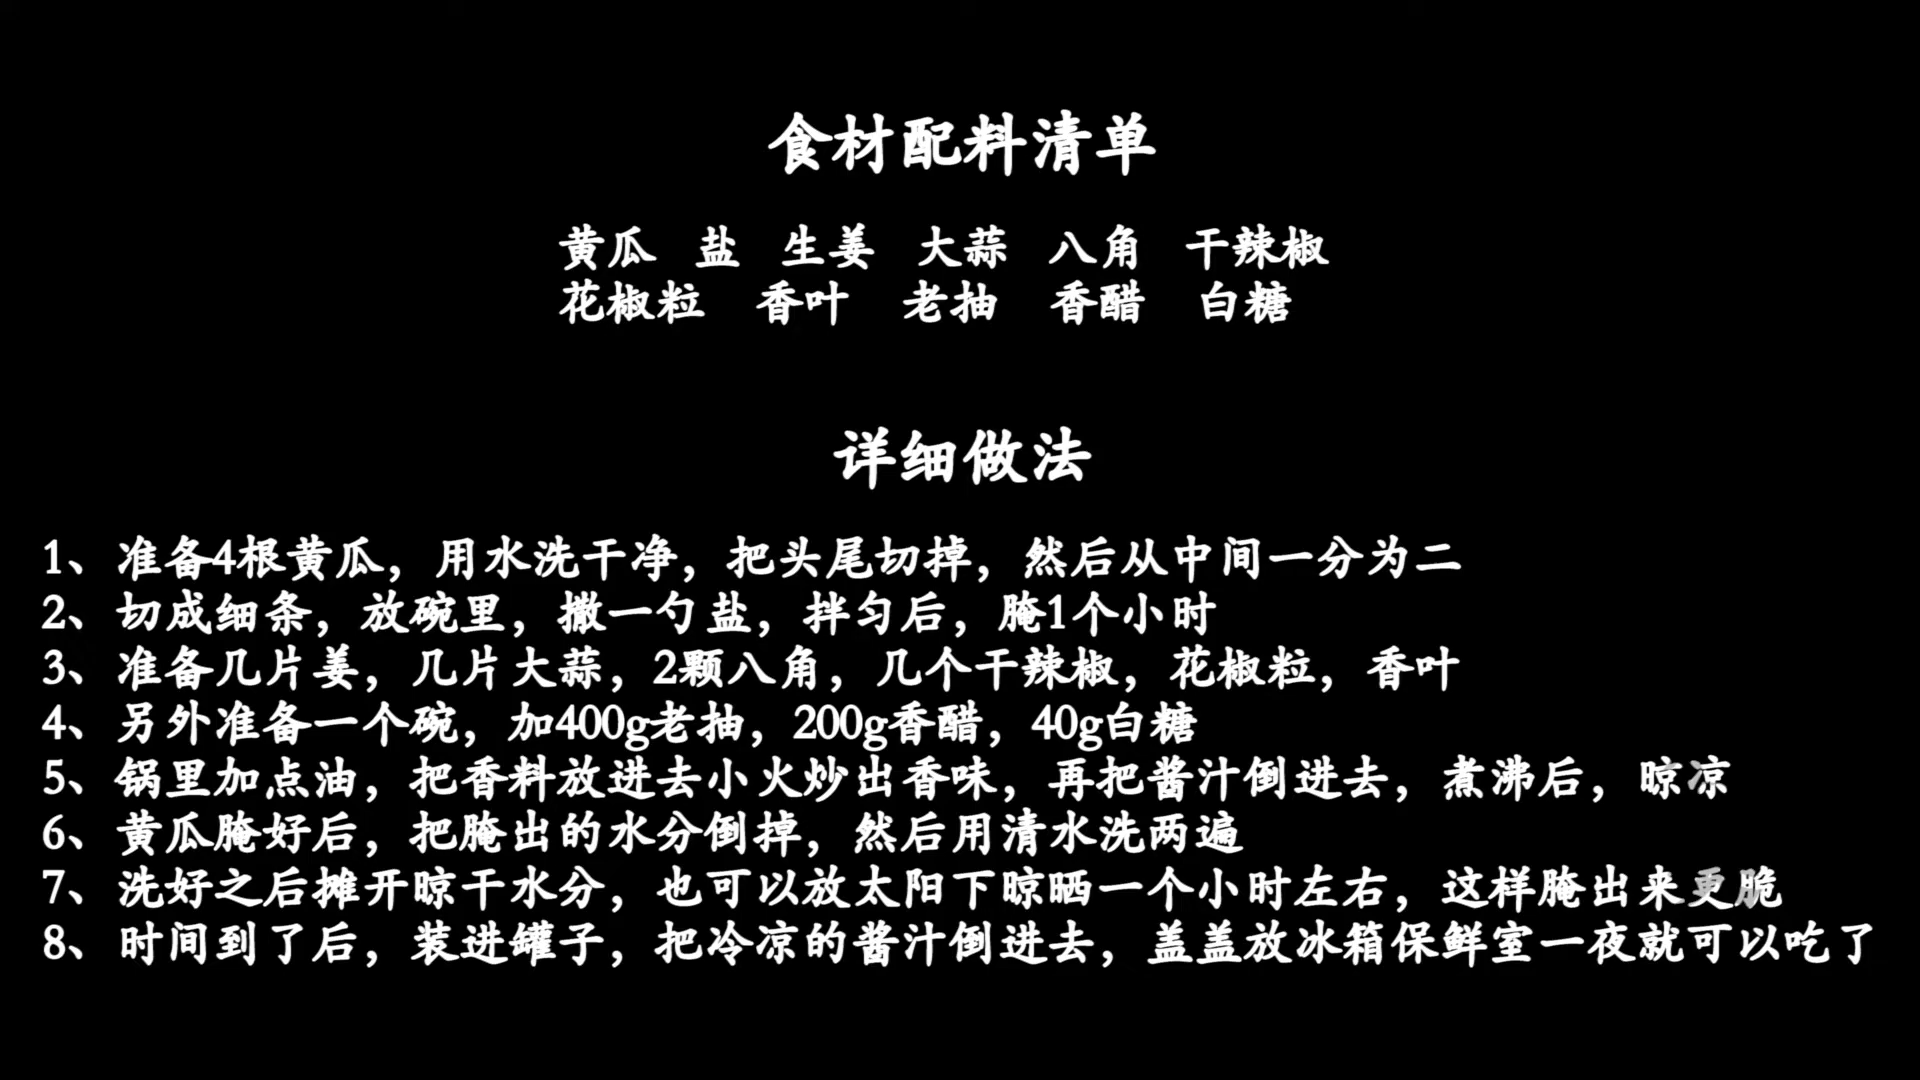 食材配料清单
黄瓜 盐 生姜 大蒜 八角 干辣椒
花椒粒 香叶 老抽 香醋 白糖
详细做法
1、准备4根黄瓜，用水洗干净，把头尾切掉，然后从中间一分为二
2、切成细条，放碗里，撒一勺盐，拌匀后，腌1个小时
3、准备几片姜，几片大蒜，2颗八角，几个干辣椒，花椒粒，香叶
4、另外准备一个碗，加400g老抽，200g香醋，40g白糖
5、锅里加点油，把香料放进去小火炒出香味，再把酱汁倒进去，煮沸后，晾凉
6、黄瓜腌好后，把腌出的水分倒掉，然后用清水洗两遍
7、洗好之后摊开晾干水分，也可以放太阳下晾晒一个小时左右，这样腌出来更脆
8、时间到了后，装进罐子，把冷凉的酱汁倒进去，盖盖放冰箱保鲜室一夜就可以吃了